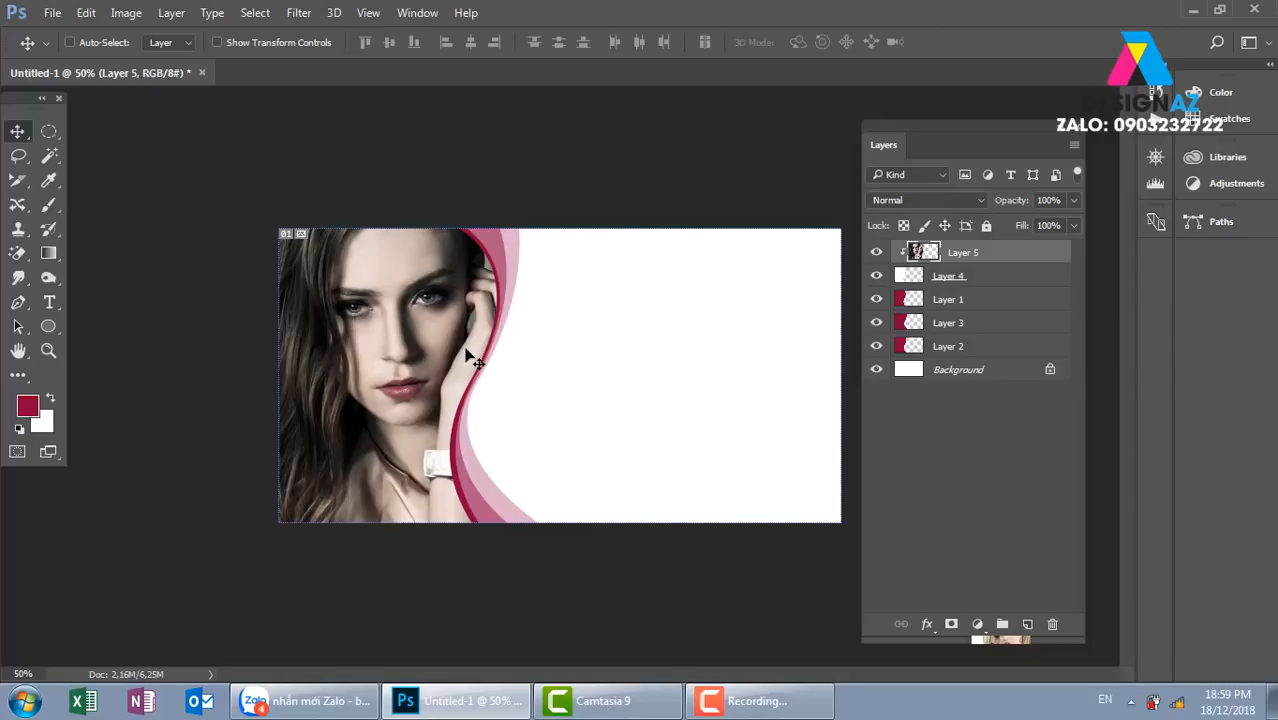 Ps File Edit Image Layer Type Select Filter 3D View Window Help
Auto-Select: Layer Show Transform Controls 3D Mode:
Untitled-1 @ 50% (Layer 5, RGB/8#) * ×
ZALO: 0903232722
Color
Swatches
Libraries
Adjustments
Paths
Layers
Kind
Normal Opacity: 100%
Lock: Fill: 100%
Layer 5
Layer 4
Layer 1
Layer 3
Layer 2
Background
01
fx
50% Doc: 2,16M/6,25M
Zalo 4 nhắn mới Zalo - b...
Ps Untitled-1 @ 50% ...
Camtasia 9
Recording...
EN
18:59 PM
18/12/2018